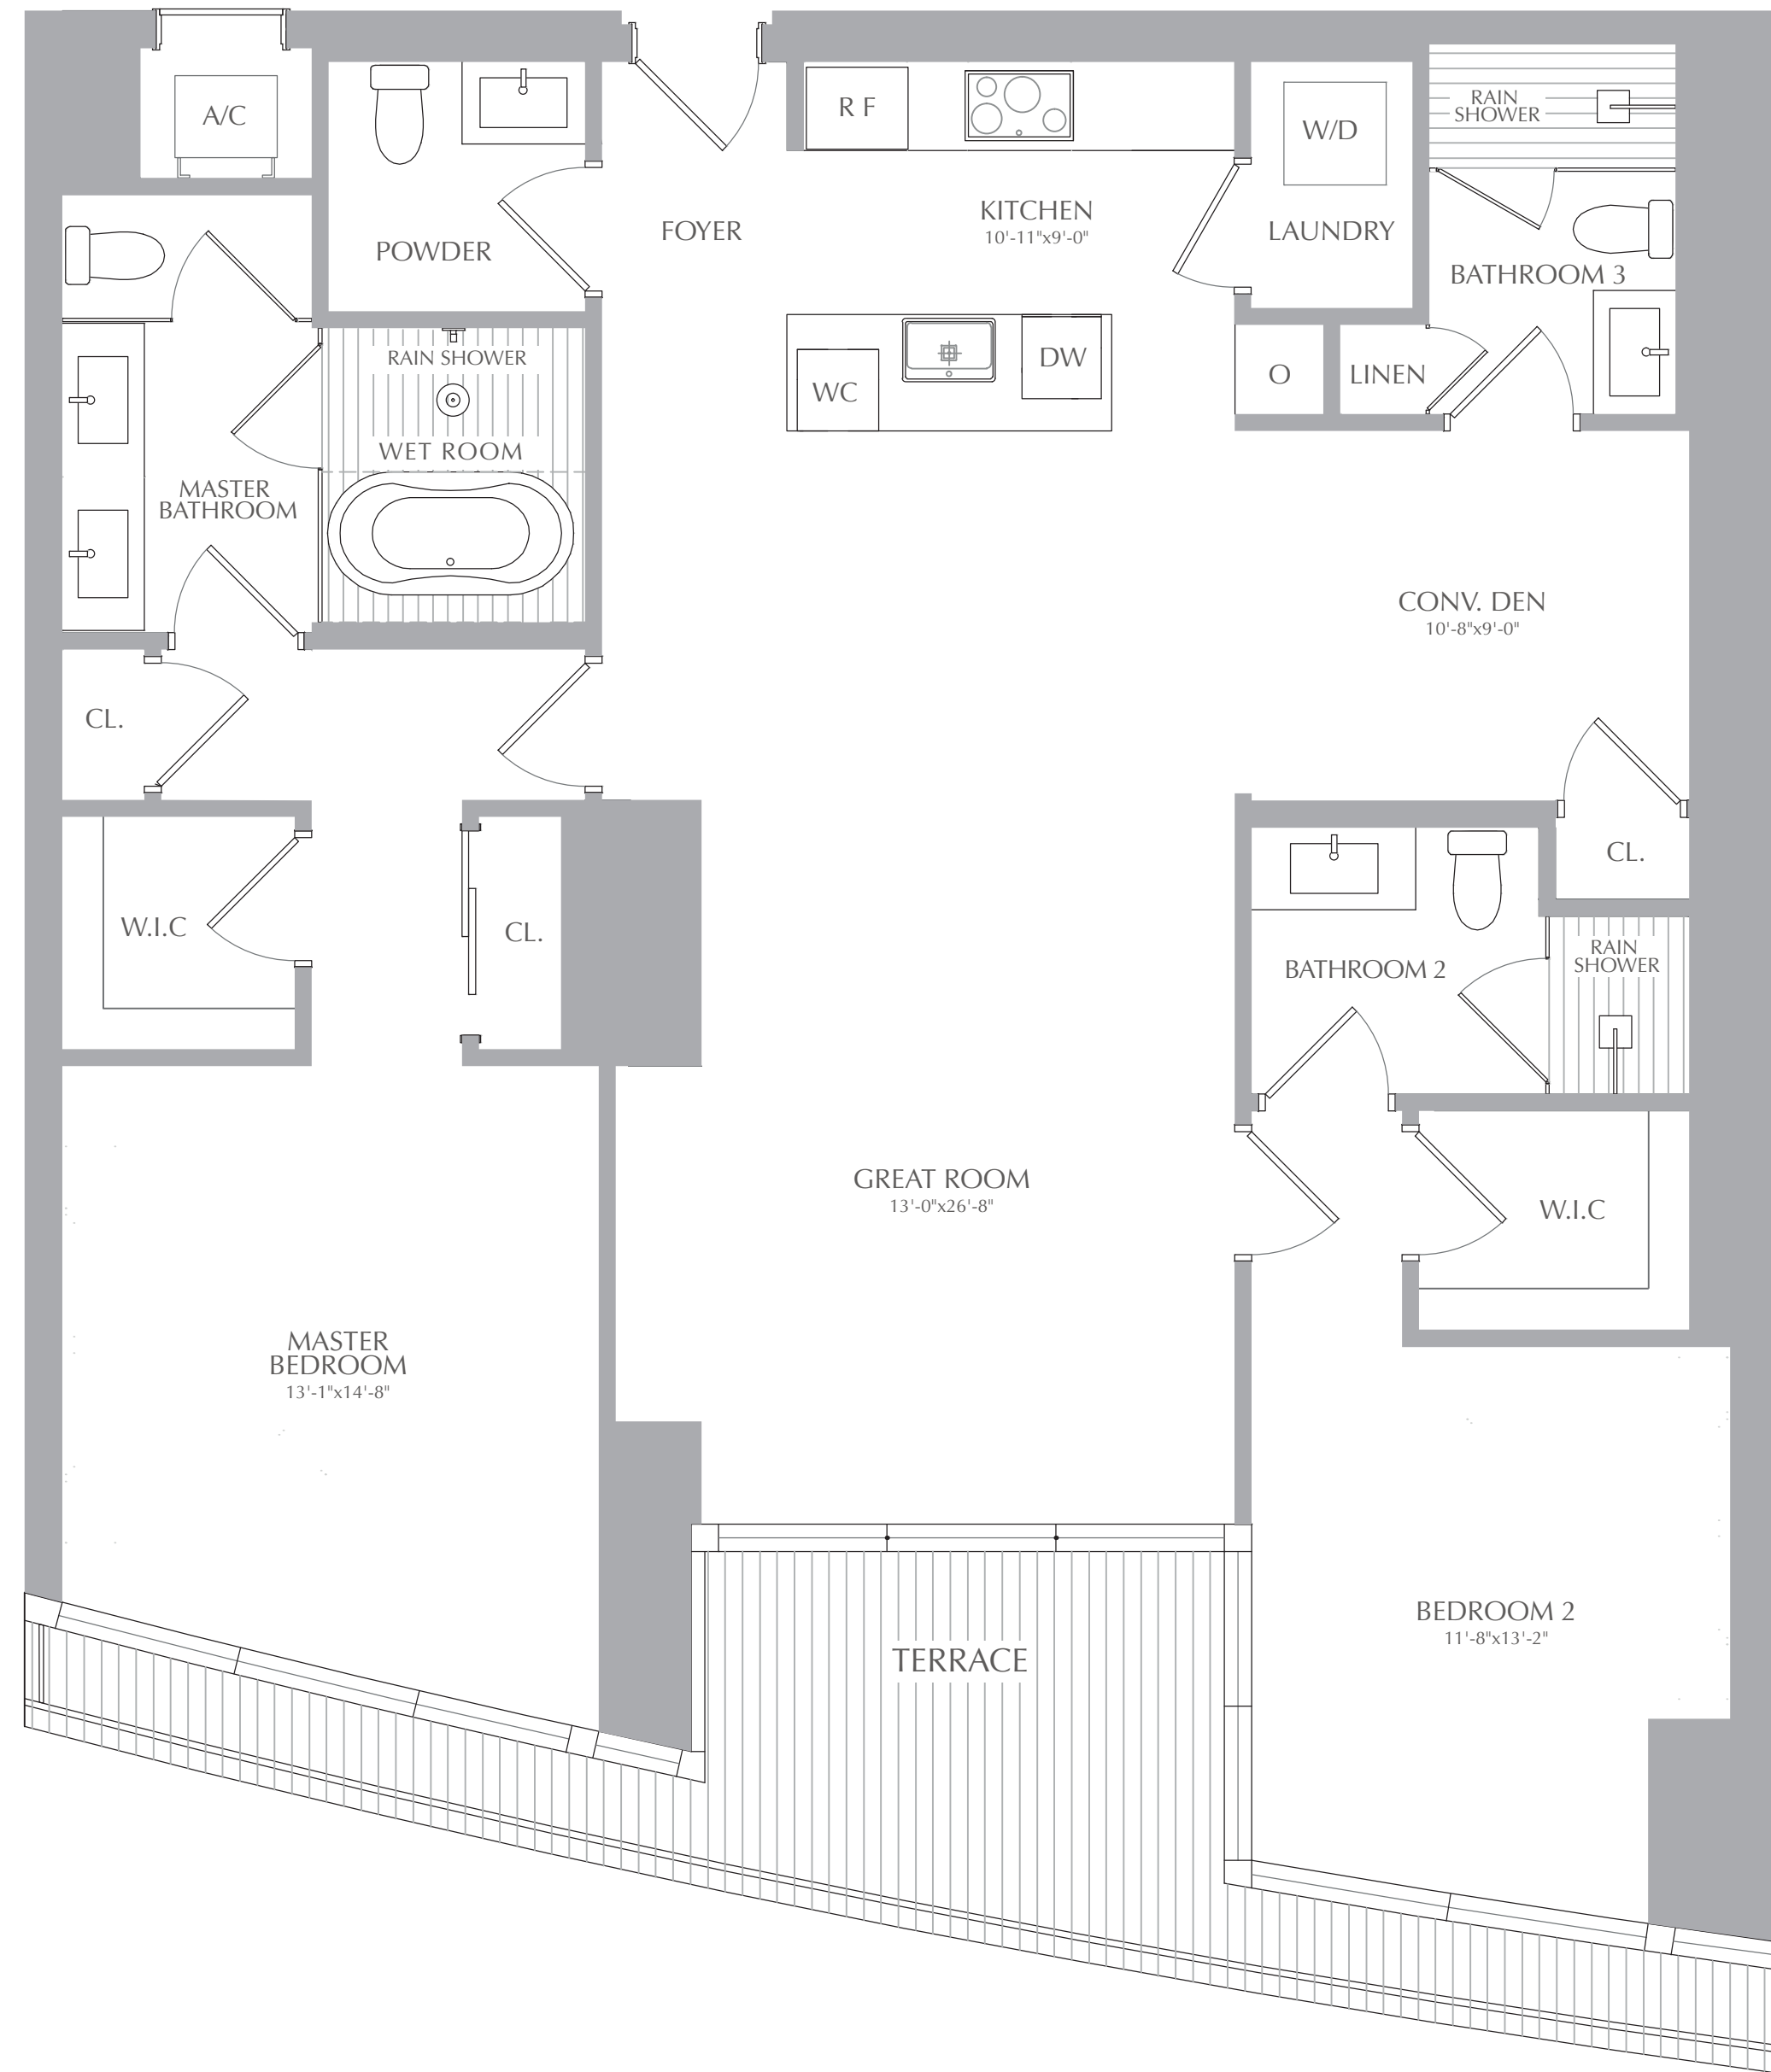 A/C
R F
W/D
RAIN
SHOWER
KITCHEN
10'-11"x9'-0"
FOYER
LAUNDRY
POWDER
BATHROOM 3
RAIN SHOWER
DW
WC
O
LINEN
WET ROOM
MASTER
BATHROOM
CONV. DEN
10'-8"x9'-0"
CL.
CL.
W.I.C
CL.
BATHROOM 2
RAIN
SHOWER
GREAT ROOM
13'-0"x26'-8"
W.I.C
MASTER
BEDROOM
13'-1"x14'-8"
BEDROOM 2
11'-8"x13'-2"
TERRACE